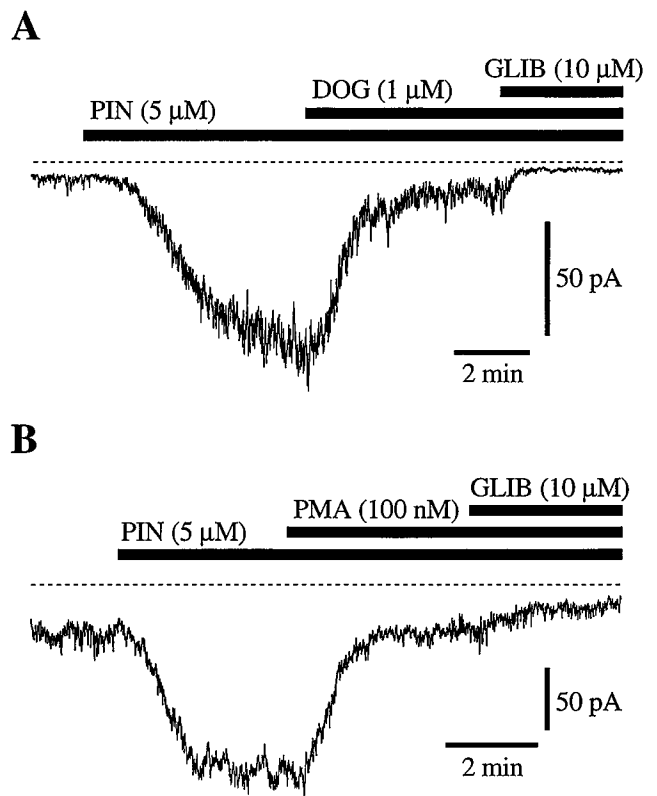 A
GLIB (10 μM)
DOG (1 μM)
PIN (5 μM)
50 pA
2 min
B
GLIB (10 μM)
PMA (100 nM)
PIN (5 μM)
50 pA
2 min